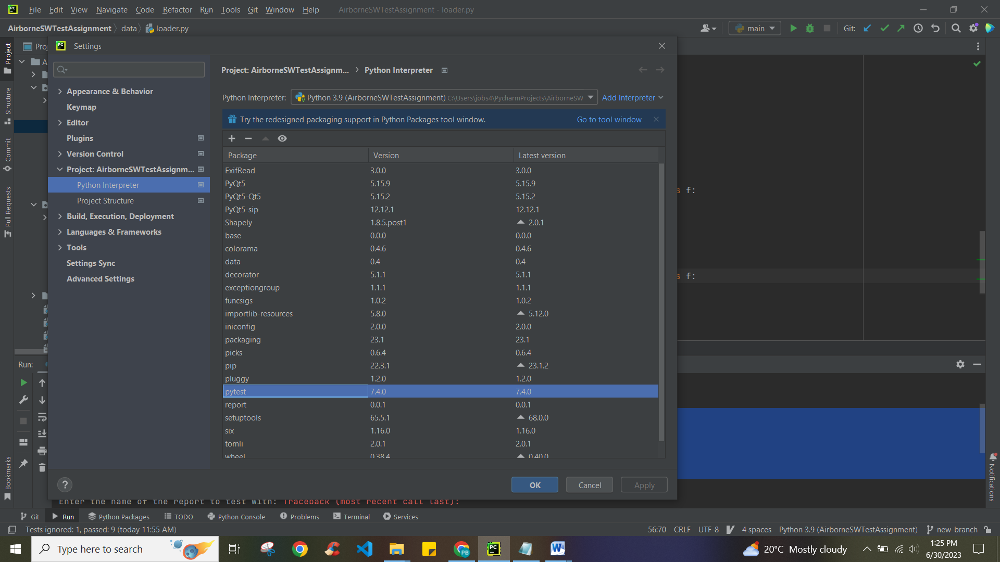 File Edit View Navigate Code Refactor Run Tools Git Window Help AirborneSWTestAssignment - loader.py
AirborneSWTestAssignment data loader.py main Git:
Project
Structure
Commit
Pull Requests
Bookmarks
Notifications
Settings
Appearance & Behavior
Keymap
Editor
Plugins
Version Control
Project: AirborneSWTestAssignm...
Python Interpreter
Project Structure
Build, Execution, Deployment
Languages & Frameworks
Tools
Settings Sync
Advanced Settings
Project: AirborneSWTestAssignm... › Python Interpreter
Python Interpreter: Python 3.9 (AirborneSWTestAssignment) C:\Users\jobs4\PycharmProjects\AirborneSW Add Interpreter
Try the redesigned packaging support in Python Packages tool window. Go to tool window
Package Version Latest version
ExifRead 3.0.0 3.0.0
PyQt5 5.15.9 5.15.9
PyQt5-Qt5 5.15.2 5.15.2
PyQt5-sip 12.12.1 12.12.1
Shapely 1.8.5.post1 2.0.1
base 0.0.0 0.0.0
colorama 0.4.6 0.4.6
data 0.4 0.4
decorator 5.1.1 5.1.1
exceptiongroup 1.1.1 1.1.1
funcsigs 1.0.2 1.0.2
importlib-resources 5.8.0 5.12.0
iniconfig 2.0.0 2.0.0
packaging 23.1 23.1
picks 0.6.4 0.6.4
pip 22.3.1 23.1.2
pluggy 1.2.0 1.2.0
pytest 7.4.0 7.4.0
report 0.0.1 0.0.1
setuptools 65.5.1 68.0.0
six 1.16.0 1.16.0
tomli 2.0.1 2.0.1
wheel 0.38.4 0.40.0
OK Cancel Apply
s f:
s f:
Run:
Enter the name of the report to test with: Traceback (most recent call last):
Git Run Python Packages TODO Python Console Problems Terminal Services
Tests ignored: 1, passed: 9 (today 11:55 AM) 56:70 CRLF UTF-8 4 spaces Python 3.9 (AirborneSWTestAssignment) new-branch
Type here to search 20°C Mostly cloudy 1:25 PM
6/30/2023